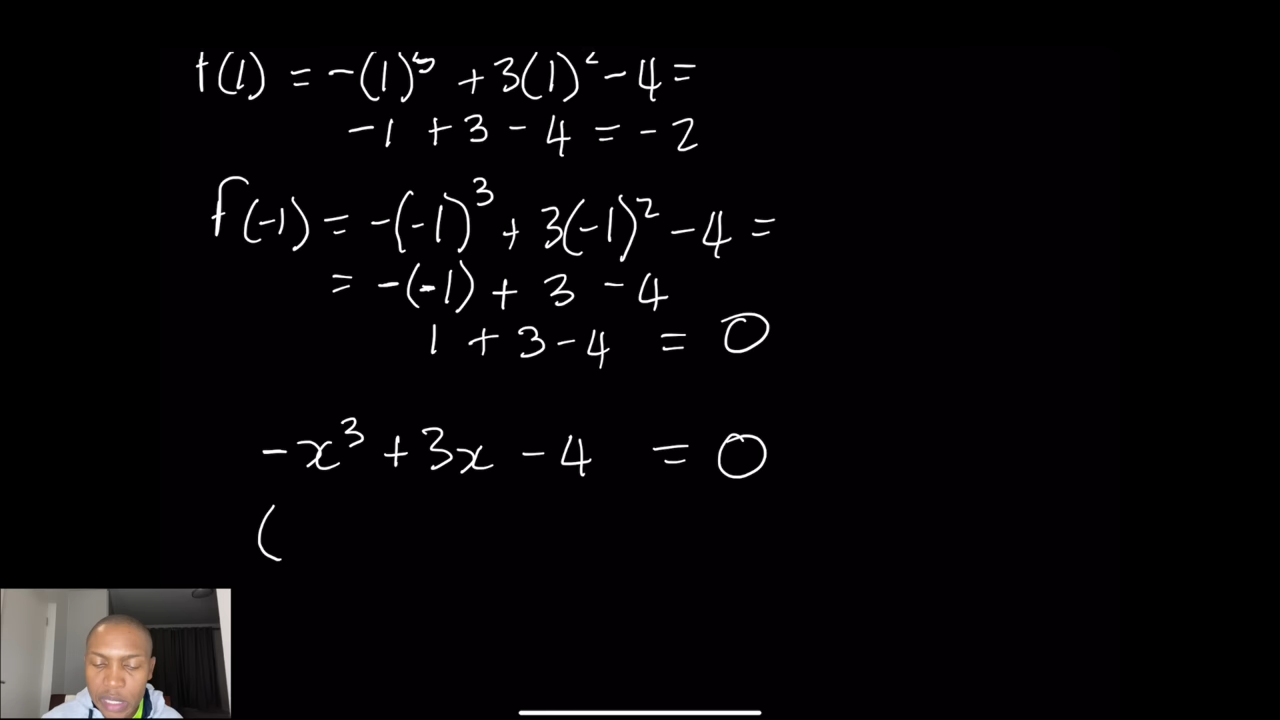 f(1) = -(1)³ + 3(1)² - 4 =
-1 + 3 - 4 = -2
f(-1) = -(-1)³ + 3(-1)² - 4 =
= -(-1) + 3 - 4
1 + 3 - 4 = 0
-x³ + 3x - 4 = 0
(